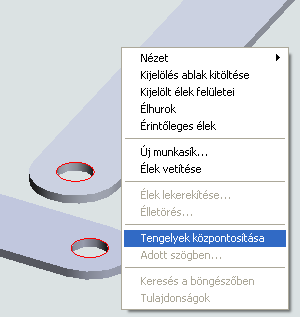 Nézet
Kijelölés ablak kitöltése
Kijelölt élek felületei
Élhurok
Érintőleges élek
Új munkasík...
Élek vetítése
Élek lekerekítése...
Élletörés...
Tengelyek központosítása
Adott szögben...
Keresés a böngészőben
Tulajdonságok